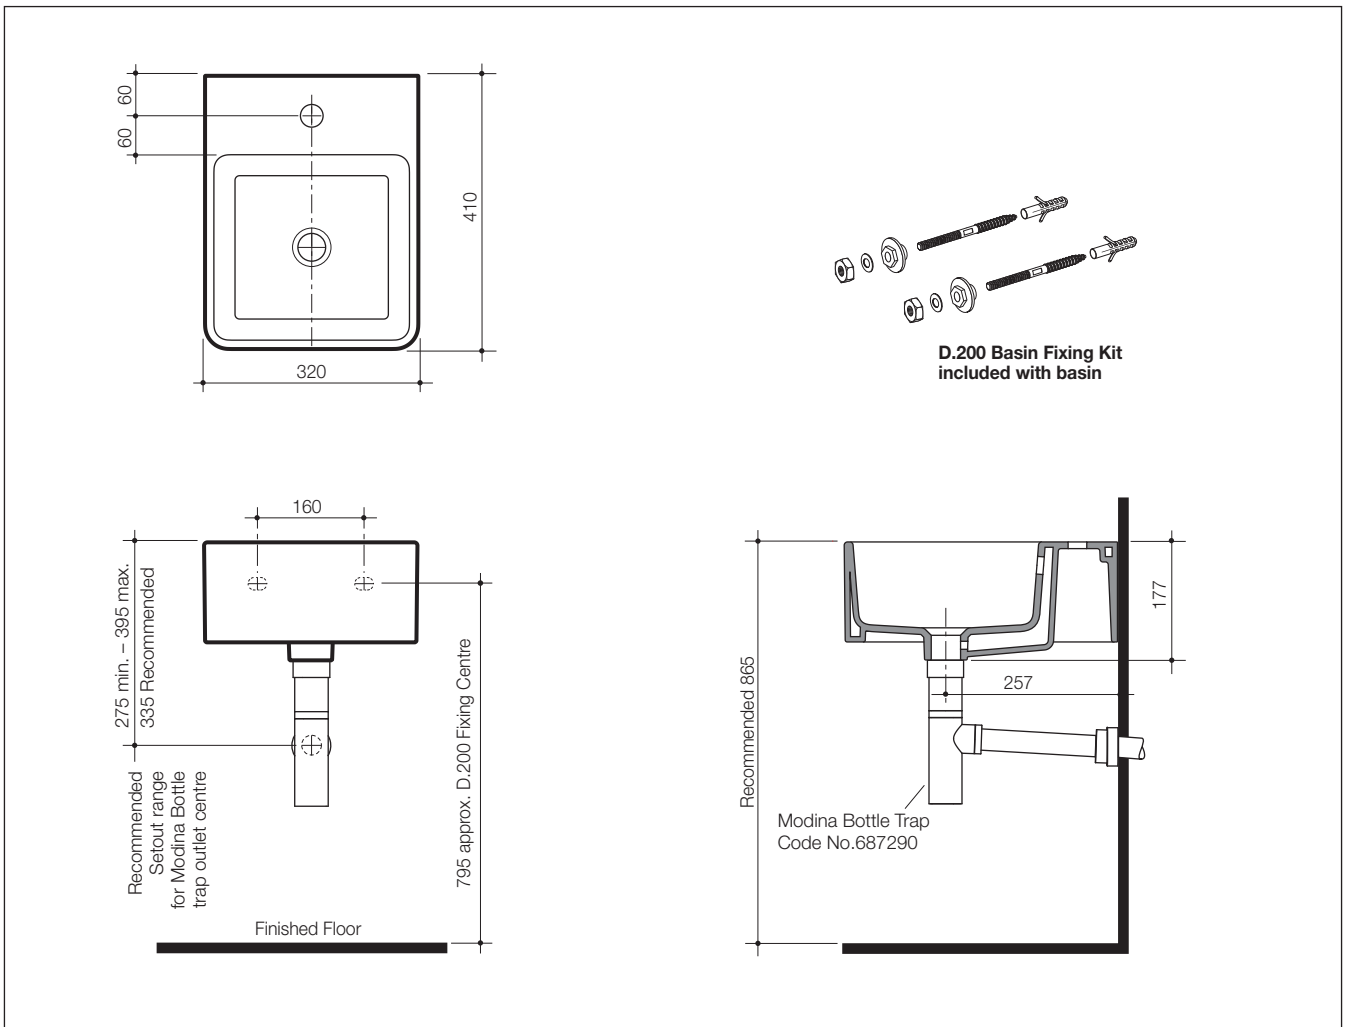 60
60
410
320
D.200 Basin Fixing Kit
included with basin
160
275 min. – 395 max.
335 Recommended
Recommended
Setout range
for Modina Bottle
trap outlet centre
795 approx. D.200 Fixing Centre
Finished Floor
Recommended 865
177
257
Modina Bottle Trap
Code No.687290